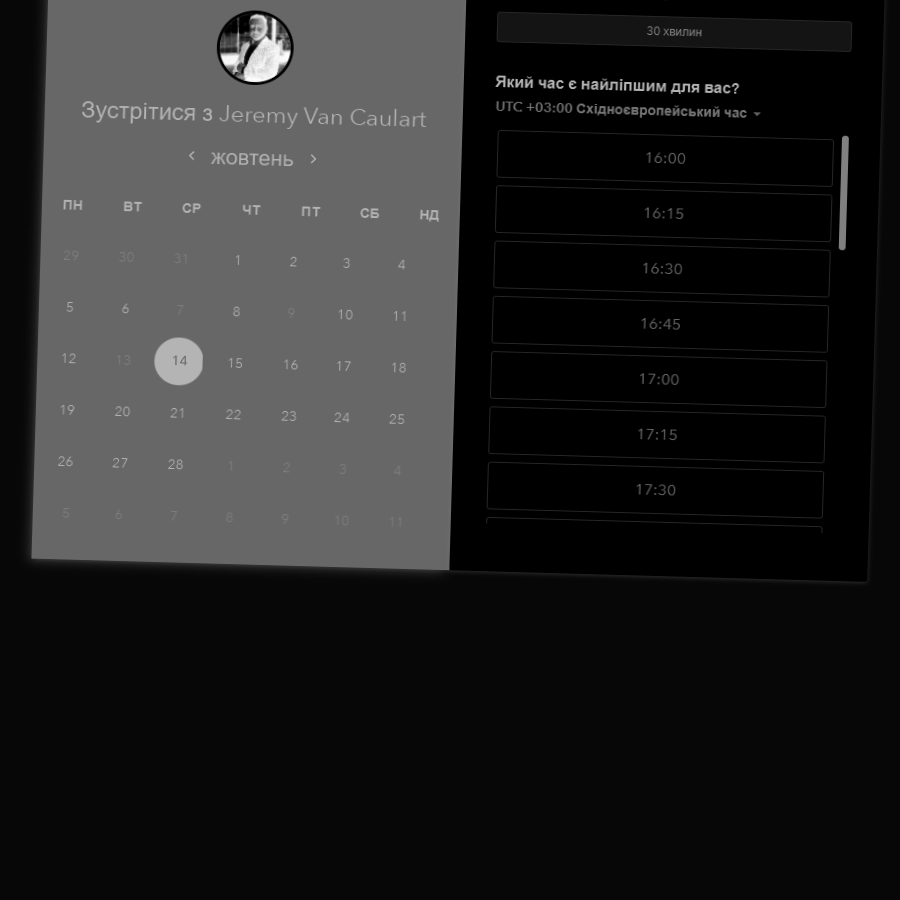 Зустрітися з Jeremy Van Caulart
жовтень
ПН ВТ СР ЧТ ПТ СБ НД
29 30 31 1 2 3 4
5 6 7 8 9 10 11
12 13 14 15 16 17 18
19 20 21 22 23 24 25
26 27 28 1 2 3 4
5 6 7 8 9 10 11
30 хвилин
Який час є найліпшим для вас?
UTC +03:00 Східноєвропейський час
16:00
16:15
16:30
16:45
17:00
17:15
17:30